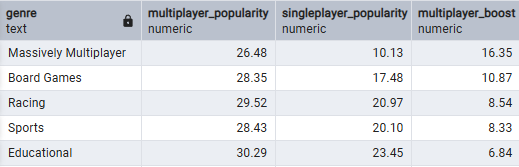 genre multiplayer_popularity singleplayer_popularity multiplayer_boost
text numeric numeric numeric
Massively Multiplayer 26.48 10.13 16.35
Board Games 28.35 17.48 10.87
Racing 29.52 20.97 8.54
Sports 28.43 20.10 8.33
Educational 30.29 23.45 6.84